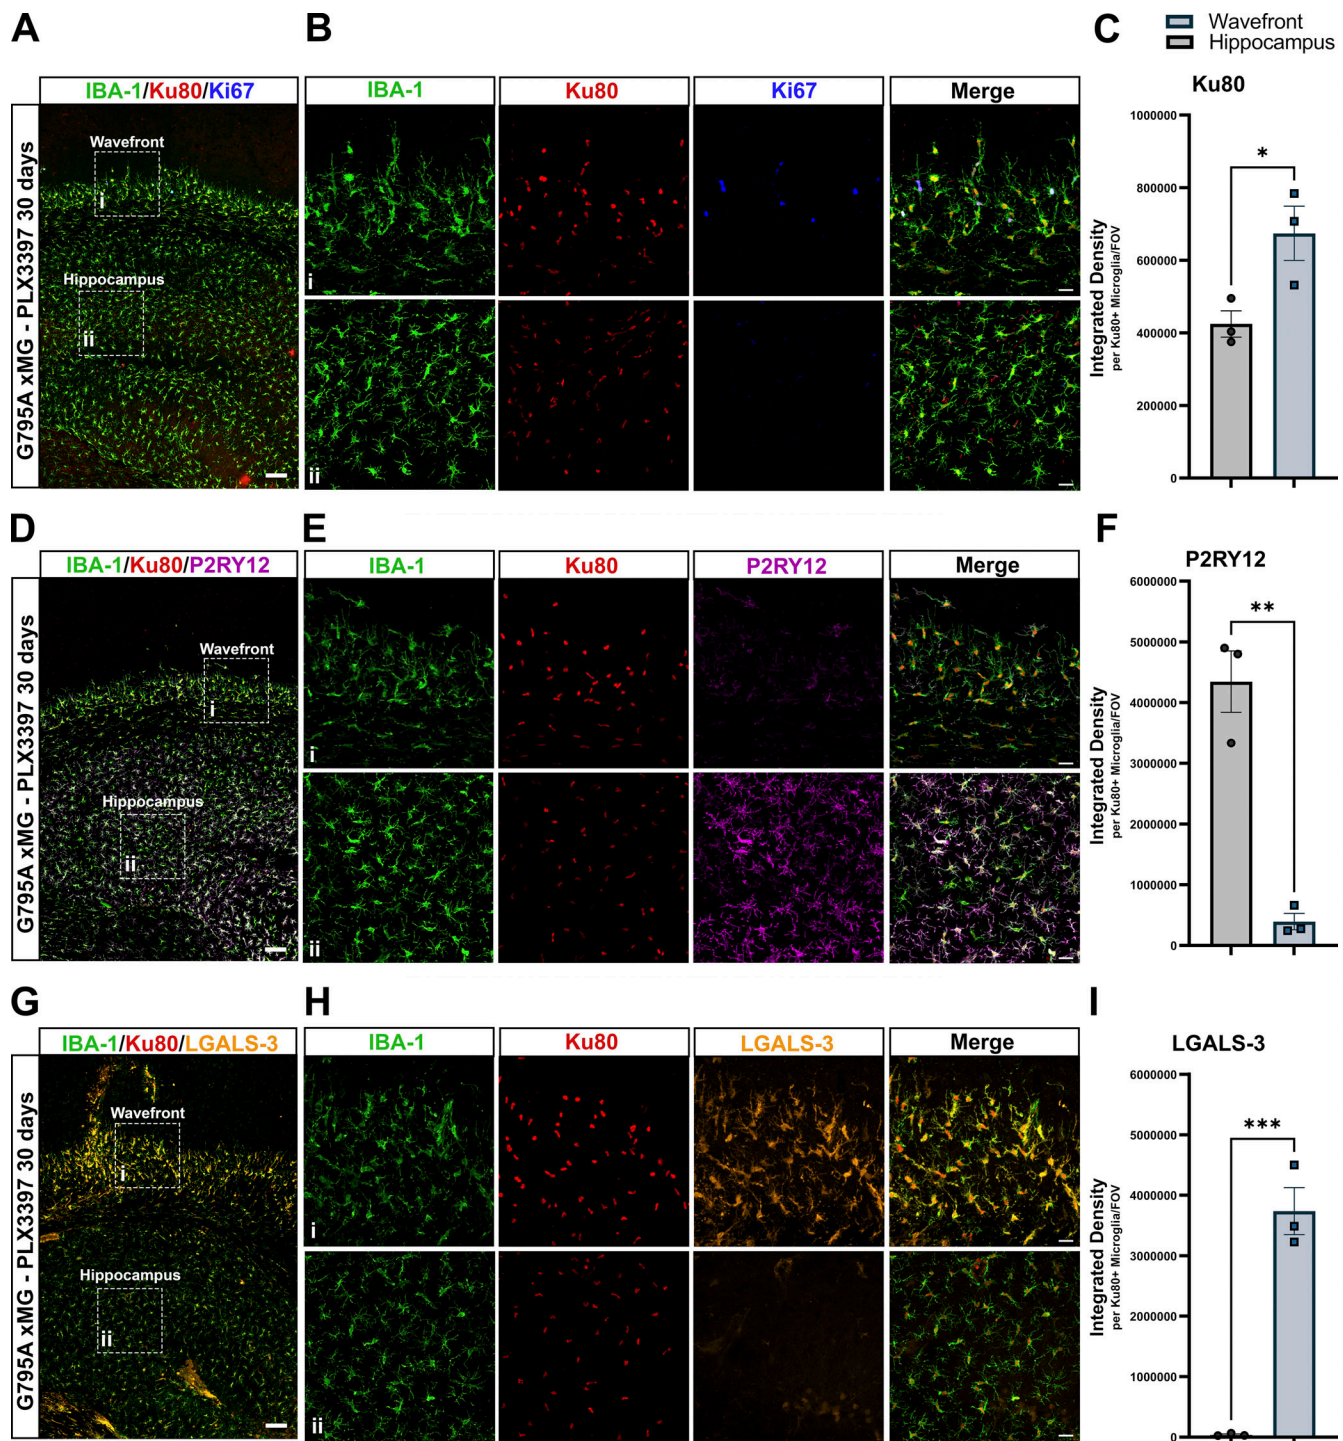 A
B
C
Wavefront
Hippocampus
G795A xMG - PLX3397 30 days
IBA-1/Ku80/Ki67
Wavefront
i
Hippocampus
ii
IBA-1
Ku80
Ki67
Merge
i
ii
Ku80
Integrated Density
per Ku80+ Microglia/FOV
1000000
800000
600000
400000
200000
0
*
D
E
F
G795A xMG - PLX3397 30 days
IBA-1/Ku80/P2RY12
Wavefront
i
Hippocampus
ii
IBA-1
Ku80
P2RY12
Merge
i
ii
P2RY12
Integrated Density
per Ku80+ Microglia/FOV
6000000
5000000
4000000
3000000
2000000
1000000
0
**
G
H
I
G795A xMG - PLX3397 30 days
IBA-1/Ku80/LGALS-3
Wavefront
i
Hippocampus
ii
IBA-1
Ku80
LGALS-3
Merge
i
ii
LGALS-3
Integrated Density
per Ku80+ Microglia/FOV
6000000
5000000
4000000
3000000
2000000
1000000
0
***